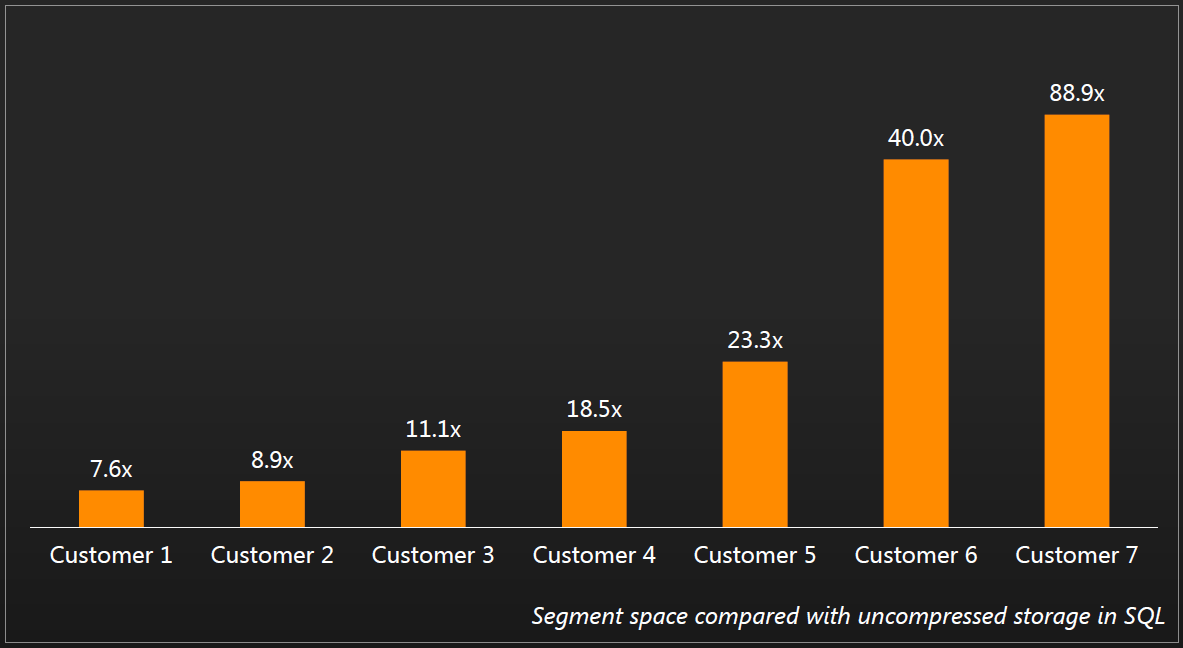 88.9x
40.0x
23.3x
18.5x
11.1x
8.9x
7.6x
Customer 1 Customer 2 Customer 3 Customer 4 Customer 5 Customer 6 Customer 7
Segment space compared with uncompressed storage in SQL